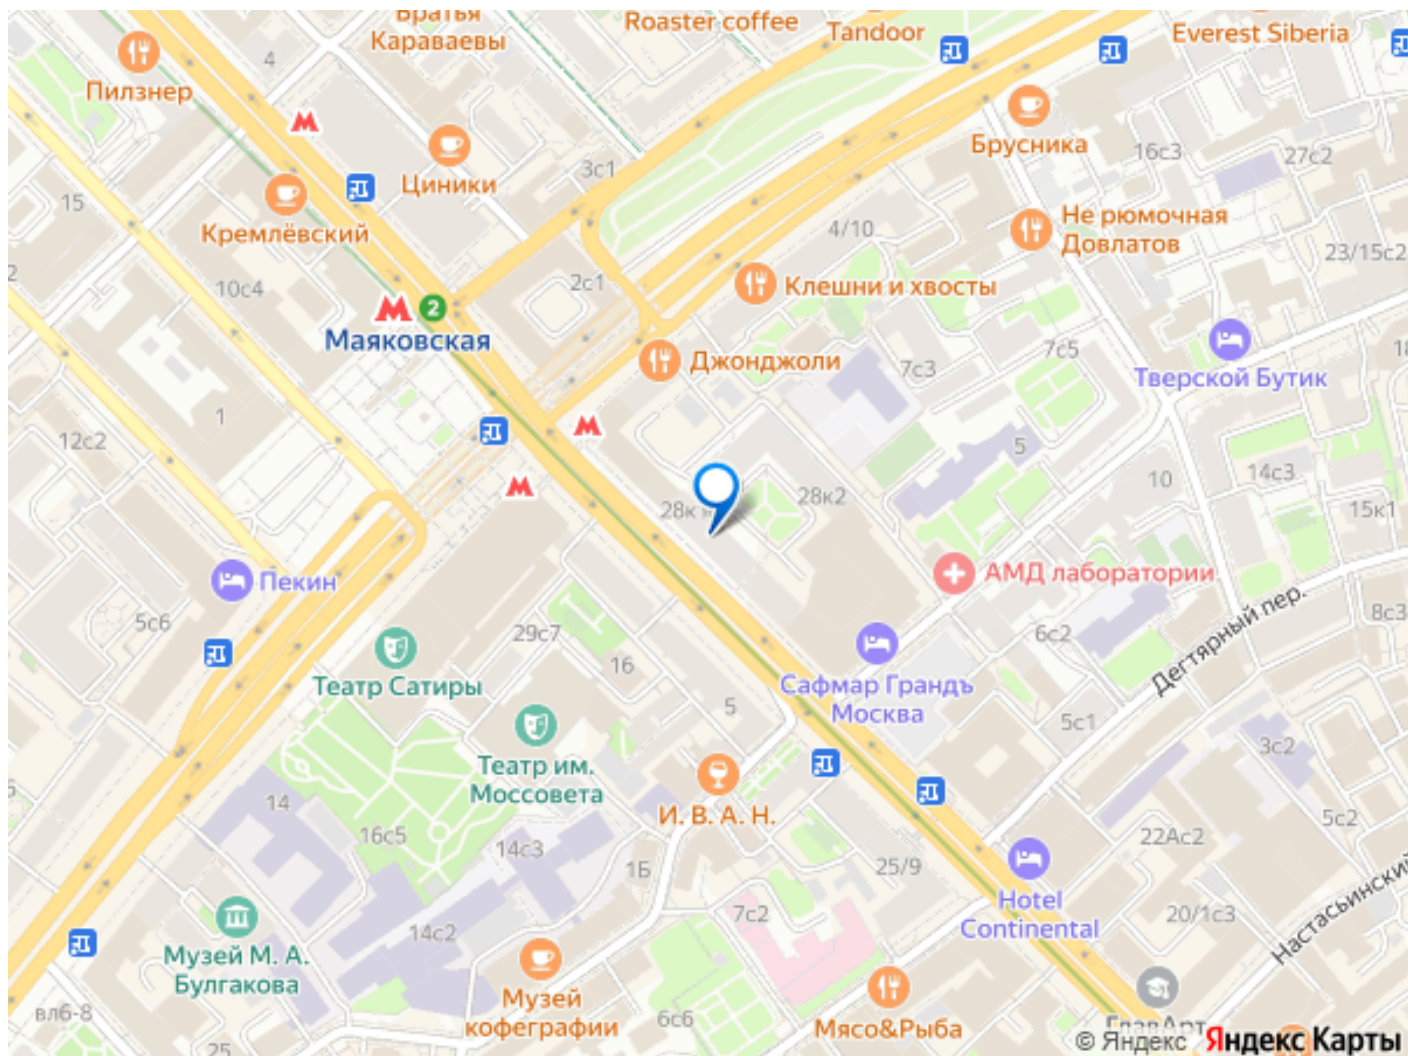 Братья
Караваевы
Roaster coffee
Tandoor
Everest Siberia
Пилзнер
4
Брусника
16с3
27с2
3с1
Циники
15
Кремлёвский
Не рюмочная
Довлатов
4/10
23/15с2
2
10с4
2с1
Клешни и хвосты
2
Маяковская
Джонджоли
7с3
7с5
Тверской Бутик
1
12с2
5
10
14с3
15к1
28к
28к2
Пекин
АМД лаборатории
5с6
29с7
6с2
8с3
Дегтярный пер.
Театр Сатиры
16
Сафмар Грандъ
Москва
5
5с1
3с2
Театр им.
Моссовета
И. В. А. Н.
14
16с5
14с3
1Б
25/9
22Ас2
5с2
Hotel
Continental
7с2
20/1с3
Настасьинский
14с2
Музей М. А.
Булгакова
Музей
кофеграфии
Мясо&Рыба
ГлавАрт
вл6-8
6с6
25
© Яндекс Яндекс Карты